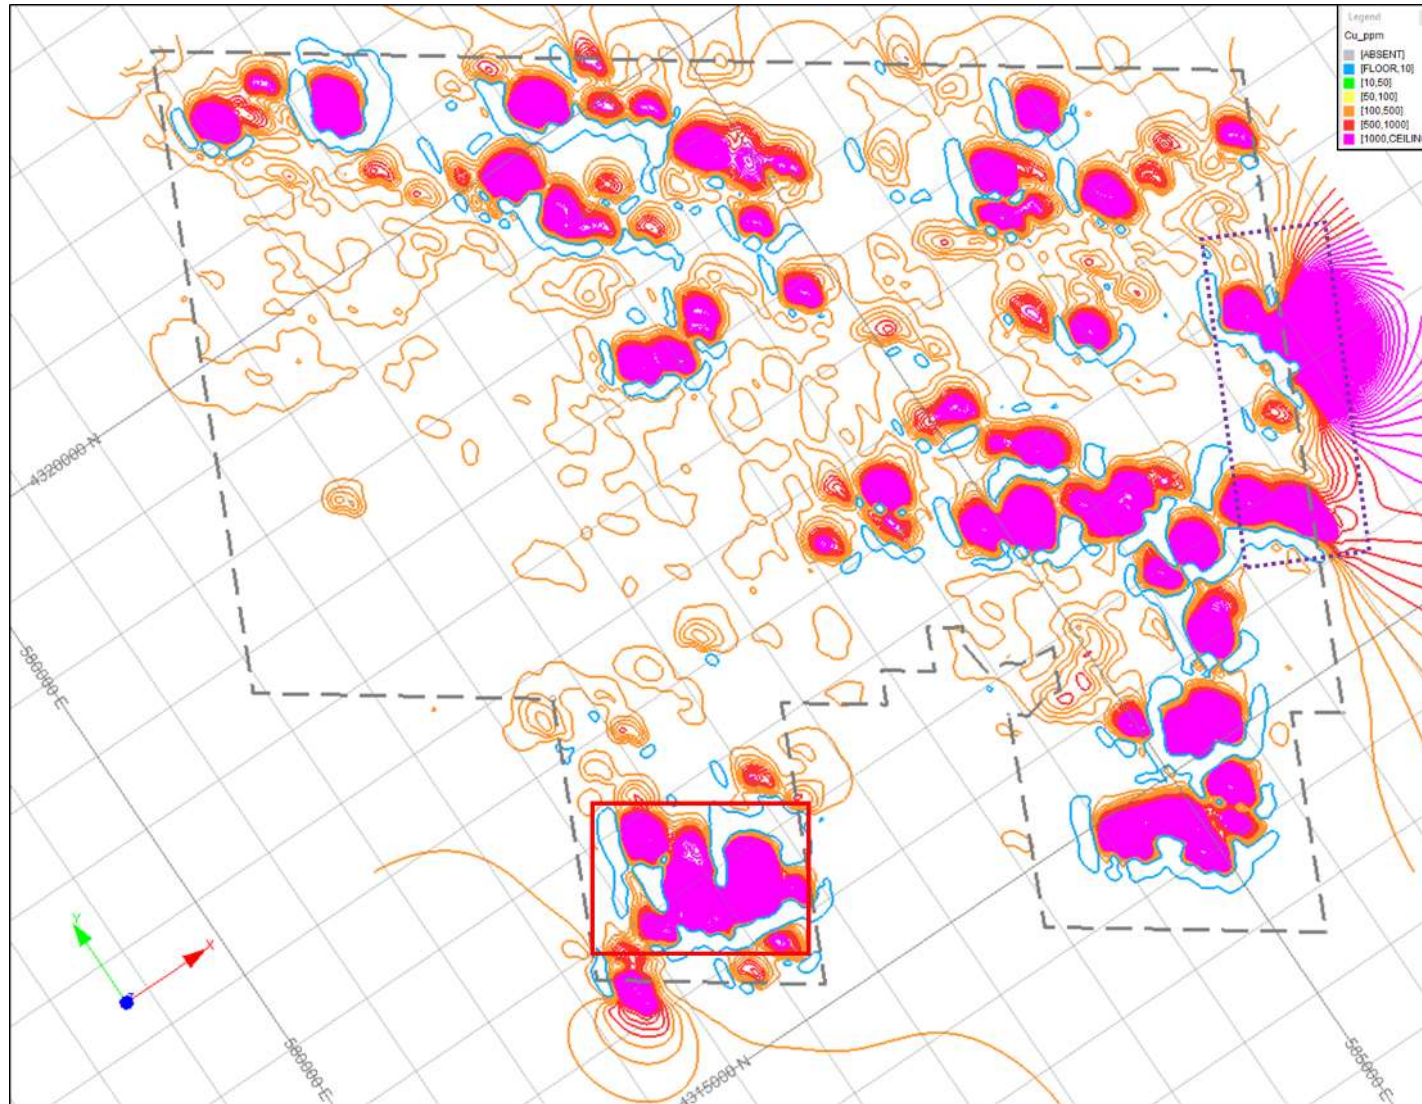 Legend
Cu_ppm
[ABSENT]
[FLOOR,10]
[10,50]
[50,100]
[100,500]
[500,1000]
[1000,CEILING
4320000 N
580000 E
580000 E
4315000 N
585000 E
Y
X